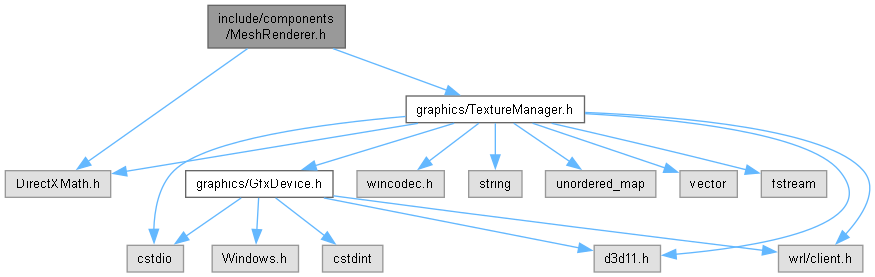 include/components
/MeshRenderer.h
graphics/TextureManager.h
DirectXMath.h
graphics/GfxDevice.h
wincodec.h
string
unordered_map
vector
fstream
cstdio
Windows.h
cstdint
d3d11.h
wrl/client.h